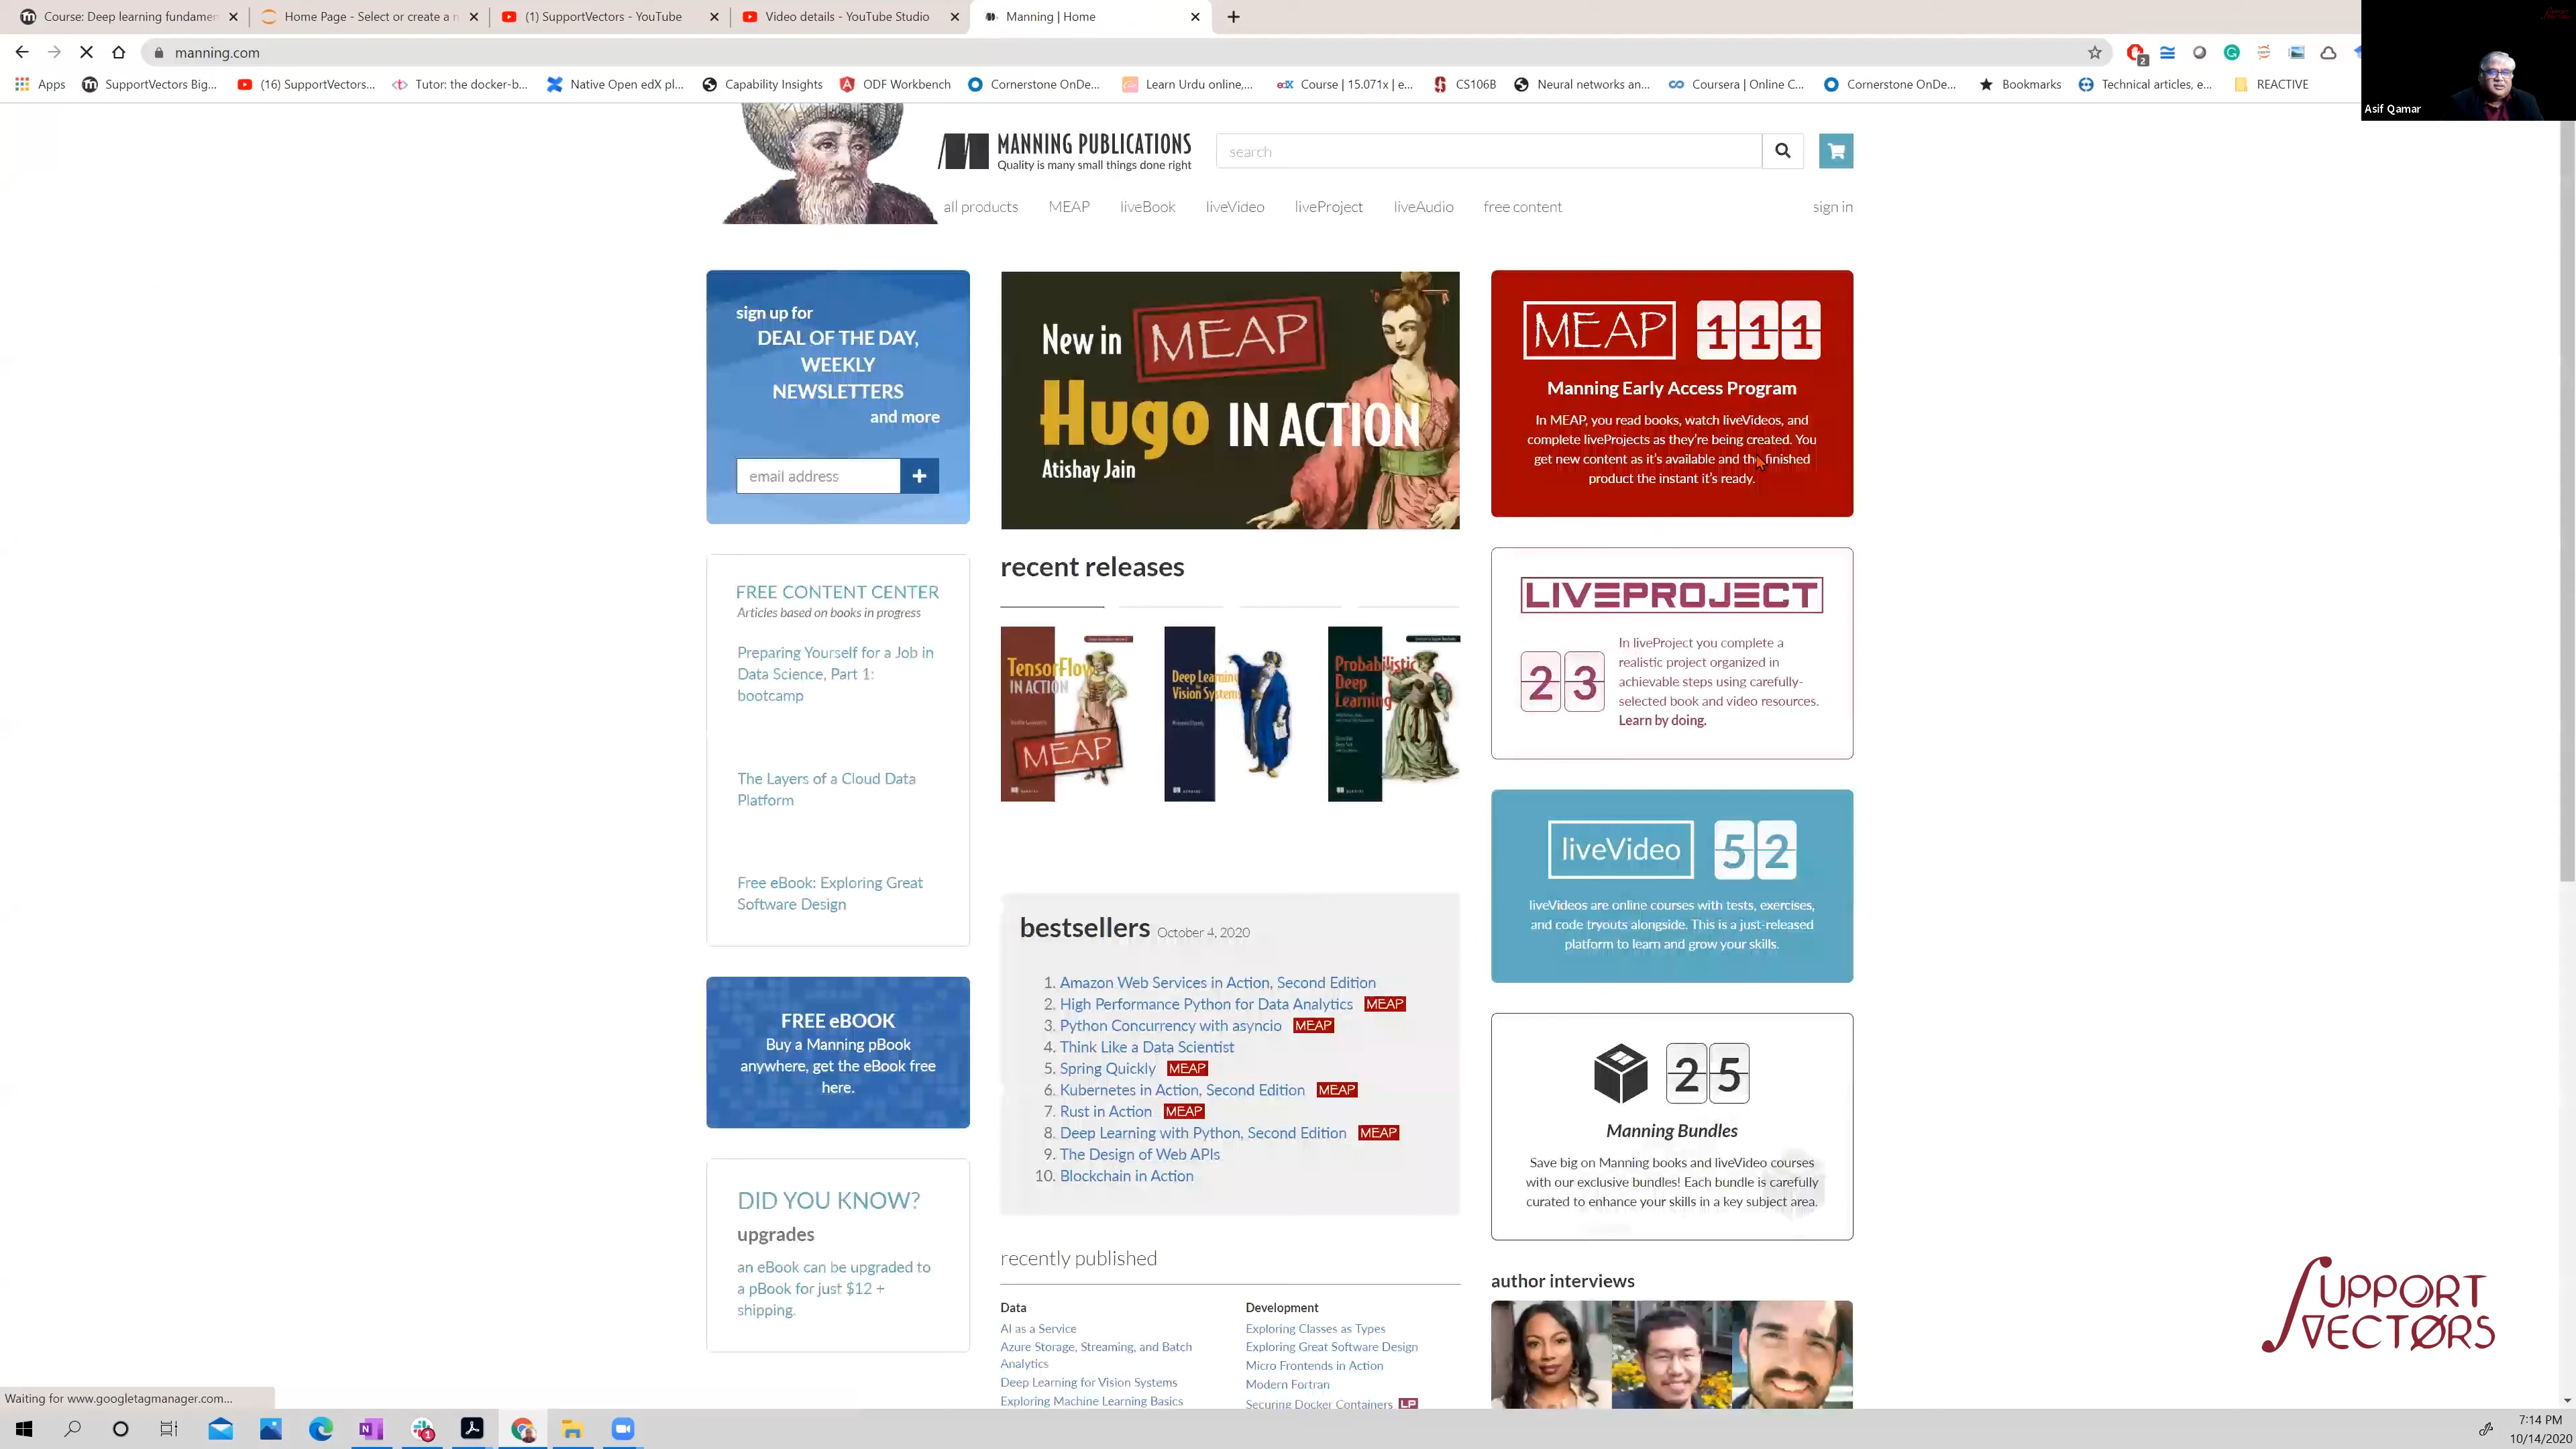 Course: Deep learning fundamen
Home Page - Select or create a n
(1) SupportVectors - YouTube
Video details - YouTube Studio
Manning | Home
manning.com
Apps
SupportVectors Big...
(16) SupportVectors...
Tutor: the docker-b...
Native Open edX pl...
Capability Insights
ODF Workbench
Cornerstone OnDe...
Learn Urdu online,...
Course | 15.071x | e...
CS106B
Neural networks an...
Coursera | Online C...
Cornerstone OnDe...
Bookmarks
Technical articles, e...
REACTIVE
Asif Qamar
MANNING PUBLICATIONS
Quality is many small things done right
search
all products
MEAP
liveBook
liveVideo
liveProject
liveAudio
free content
sign in
sign up for
DEAL OF THE DAY,
WEEKLY
NEWSLETTERS
and more
email address
FREE CONTENT CENTER
Articles based on books in progress
Preparing Yourself for a Job in
Data Science, Part 1:
bootcamp
The Layers of a Cloud Data
Platform
Free eBook: Exploring Great
Software Design
FREE eBOOK
Buy a Manning pBook
anywhere, get the eBook free
here.
DID YOU KNOW?
upgrades
an eBook can be upgraded to
a pBook for just $12 +
shipping.
New in MEAP
Hugo IN ACTION
Atishay Jain
recent releases
TensorFlow
IN ACTION
MEAP
MANNING
Deep Learning
for Vision Systems
MANNING
Probabilistic
Deep
Learning
MANNING
bestsellers October 4, 2020
1. Amazon Web Services in Action, Second Edition
2. High Performance Python for Data Analytics MEAP
3. Python Concurrency with asyncio MEAP
4. Think Like a Data Scientist
5. Spring Quickly MEAP
6. Kubernetes in Action, Second Edition MEAP
7. Rust in Action MEAP
8. Deep Learning with Python, Second Edition MEAP
9. The Design of Web APIs
10. Blockchain in Action
recently published
Data
AI as a Service
Azure Storage, Streaming, and Batch
Analytics
Deep Learning for Vision Systems
Exploring Machine Learning Basics
Development
Exploring Classes as Types
Exploring Great Software Design
Micro Frontends in Action
Modern Fortran
Securing Docker Containers LP
MEAP 111
Manning Early Access Program
In MEAP, you read books, watch liveVideos, and
complete liveProjects as they're being created. You
get new content as it's available and the finished
product the instant it's ready.
LIVEPROJECT
23
In liveProject you complete a
realistic project organized in
achievable steps using carefully-
selected book and video resources.
Learn by doing.
liveVideo 52
liveVideos are online courses with tests, exercises,
and code tryouts alongside. This is a just-released
platform to learn and grow your skills.
25
Manning Bundles
Save big on Manning books and liveVideo courses
with our exclusive bundles! Each bundle is carefully
curated to enhance your skills in a key subject area.
author interviews
SUPPORT
VECTORS
Waiting for www.googletagmanager.com...
7:14 PM
10/14/2020